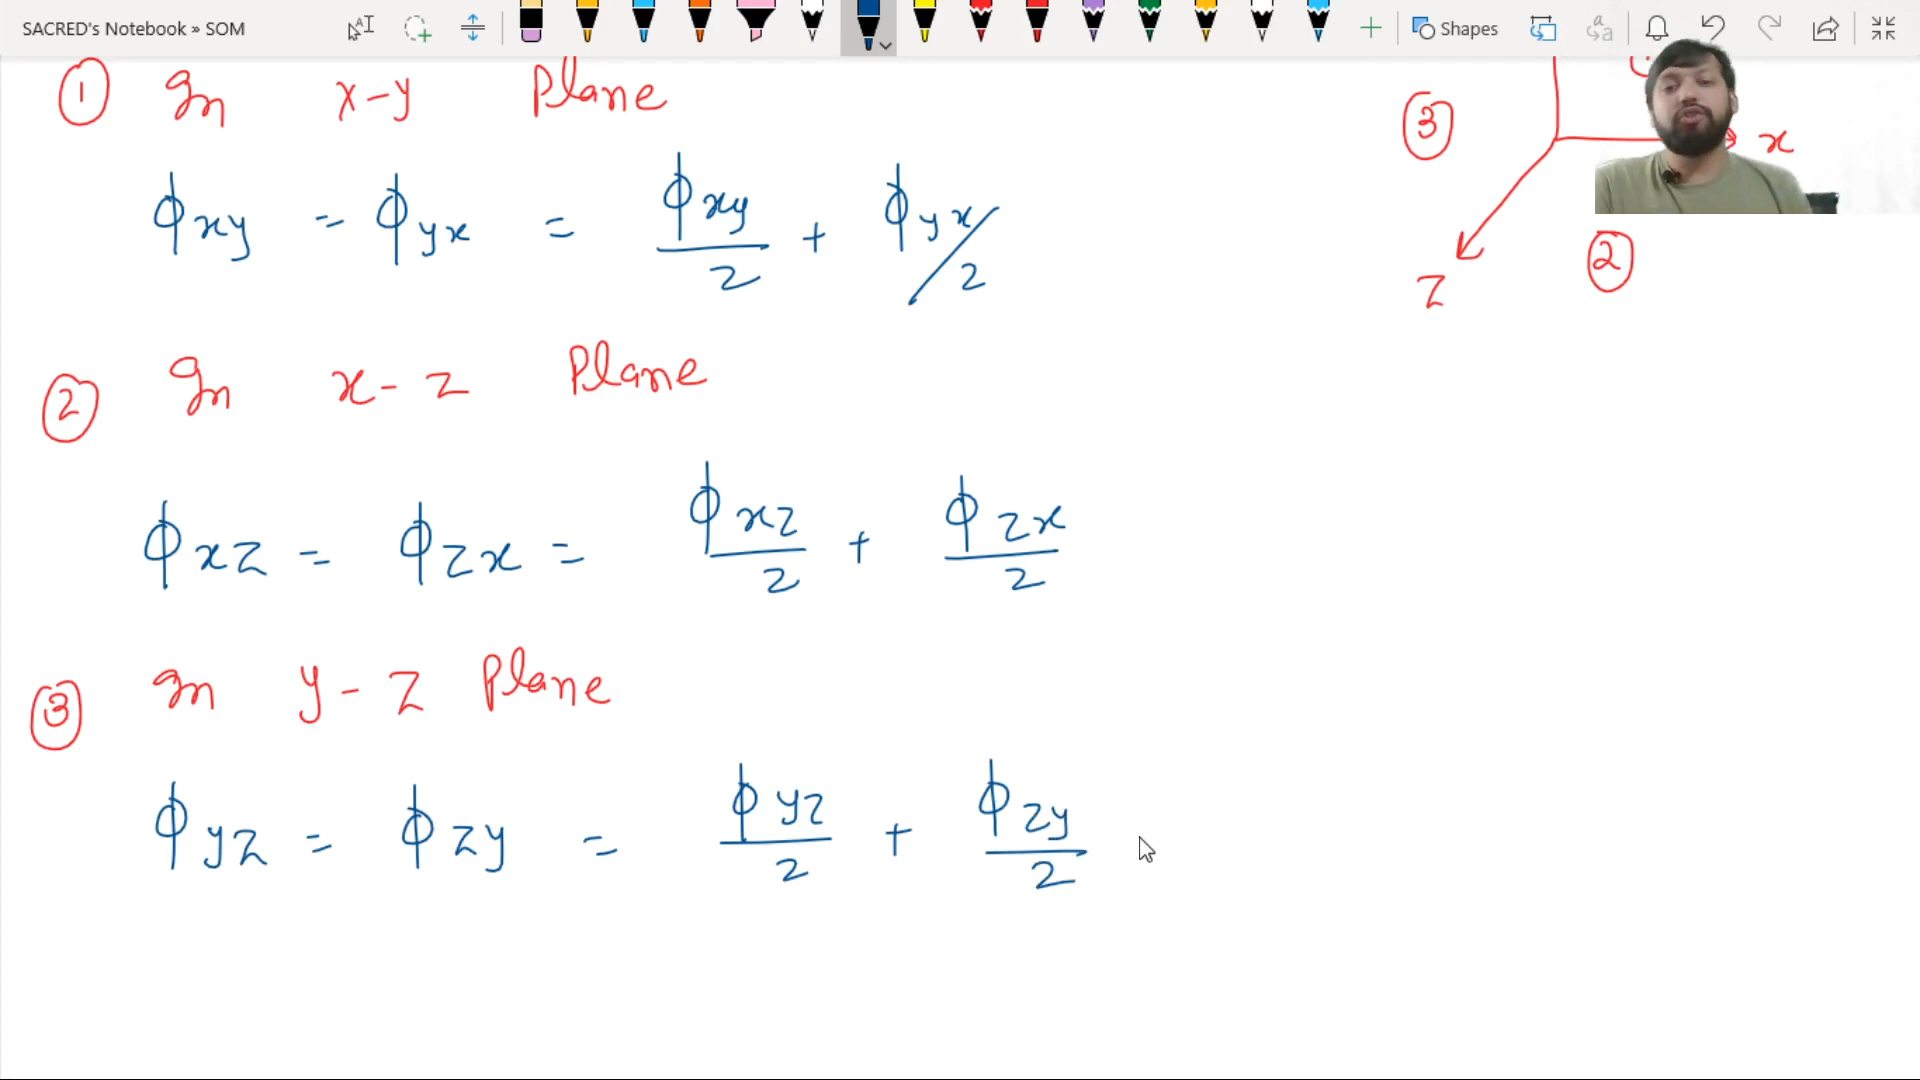 SACRED's Notebook » SOM
Shapes
① In x-y Plane
③
x
ϕxy = ϕyx = ϕxy/2 + ϕyx/2
②
z
② In x-z Plane
ϕxz = ϕzx = ϕxz/2 + ϕzx/2
③ In y-z Plane
ϕyz = ϕzy = ϕyz/2 + ϕzy/2